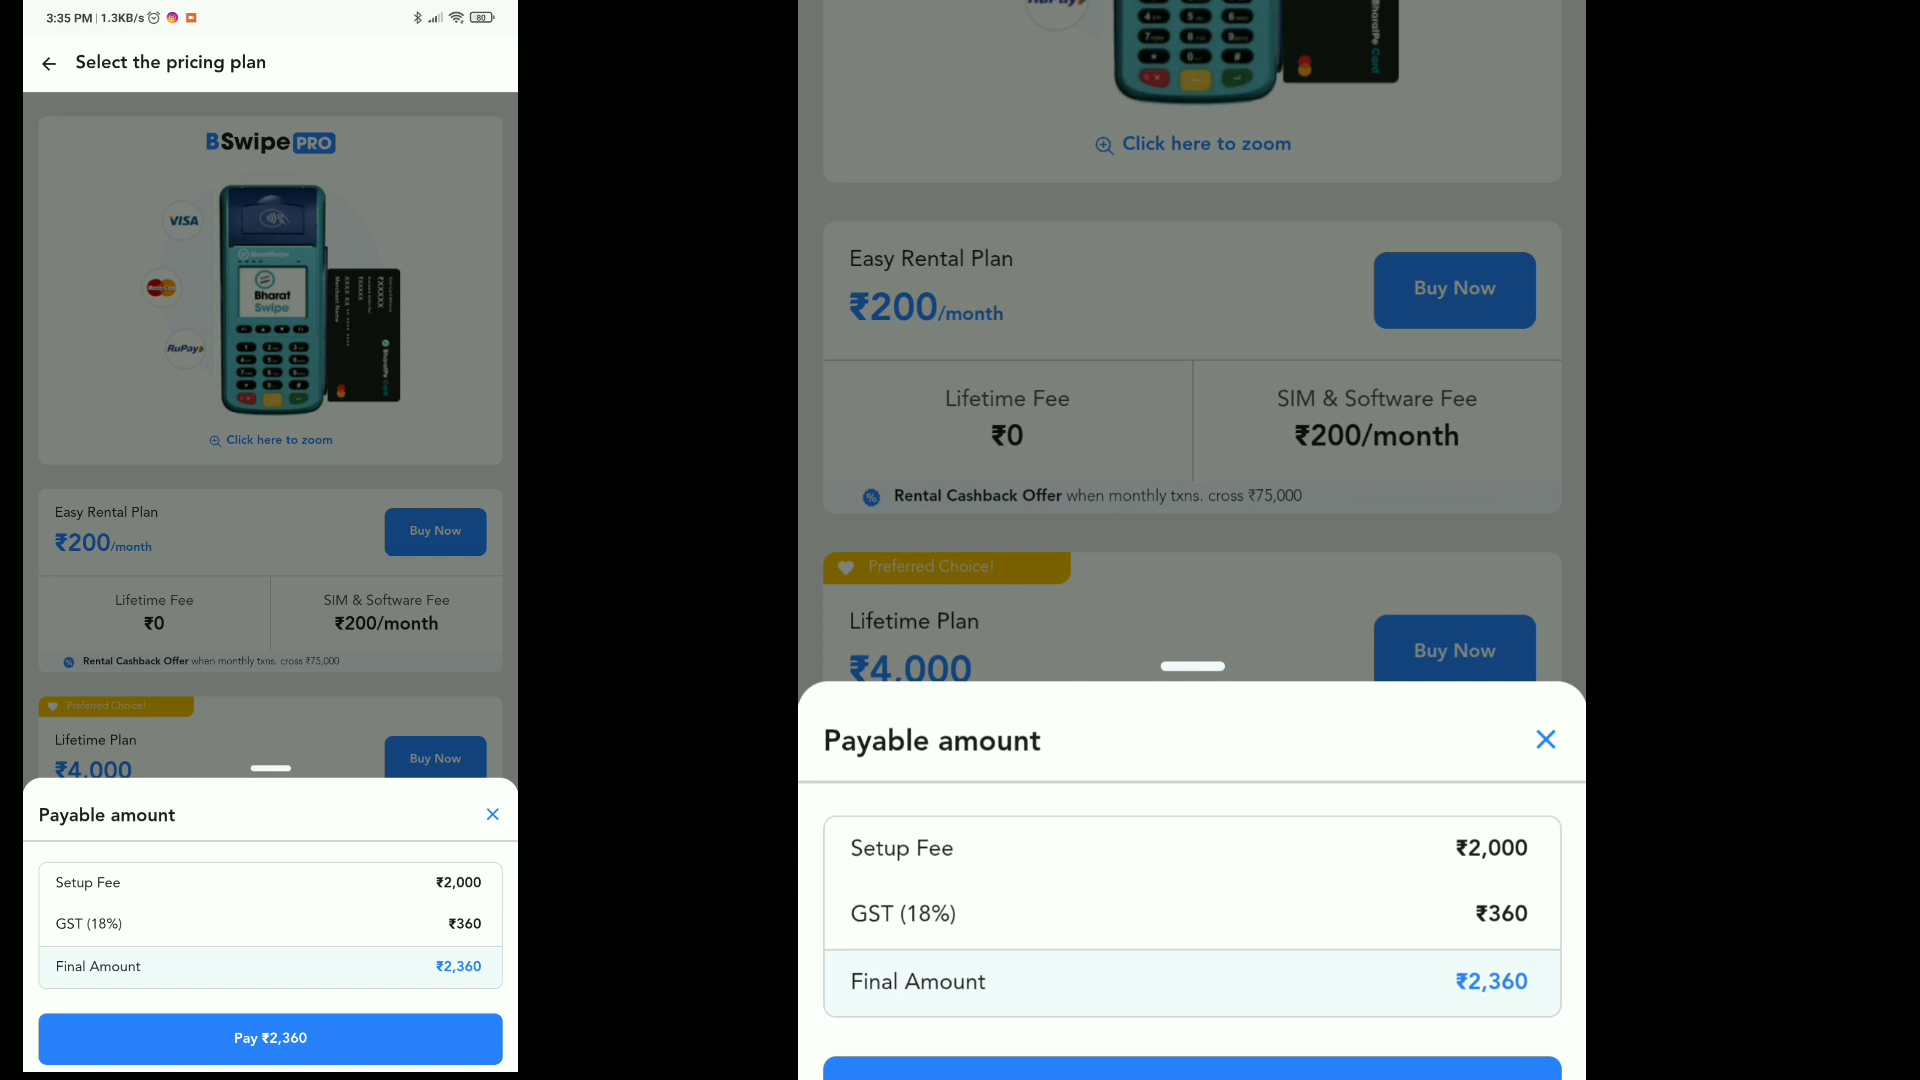 3:35 PM | 1.3KB/s
80
Select the pricing plan
BSwipe PRO
VISA
MasterCard
RuPay
Bharat
Swipe
BharatPe Card
Click here to zoom
Easy Rental Plan
₹200/month
Buy Now
Lifetime Fee
₹0
SIM & Software Fee
₹200/month
Rental Cashback Offer when monthly txns. cross ₹75,000
Preferred Choice!
Lifetime Plan
₹4,000
Buy Now
Payable amount
Setup Fee
₹2,000
GST (18%)
₹360
Final Amount
₹2,360
Pay ₹2,360
BharatPe Card
Click here to zoom
Easy Rental Plan
₹200/month
Buy Now
Lifetime Fee
₹0
SIM & Software Fee
₹200/month
Rental Cashback Offer when monthly txns. cross ₹75,000
Preferred Choice!
Lifetime Plan
₹4,000
Buy Now
Payable amount
Setup Fee
₹2,000
GST (18%)
₹360
Final Amount
₹2,360